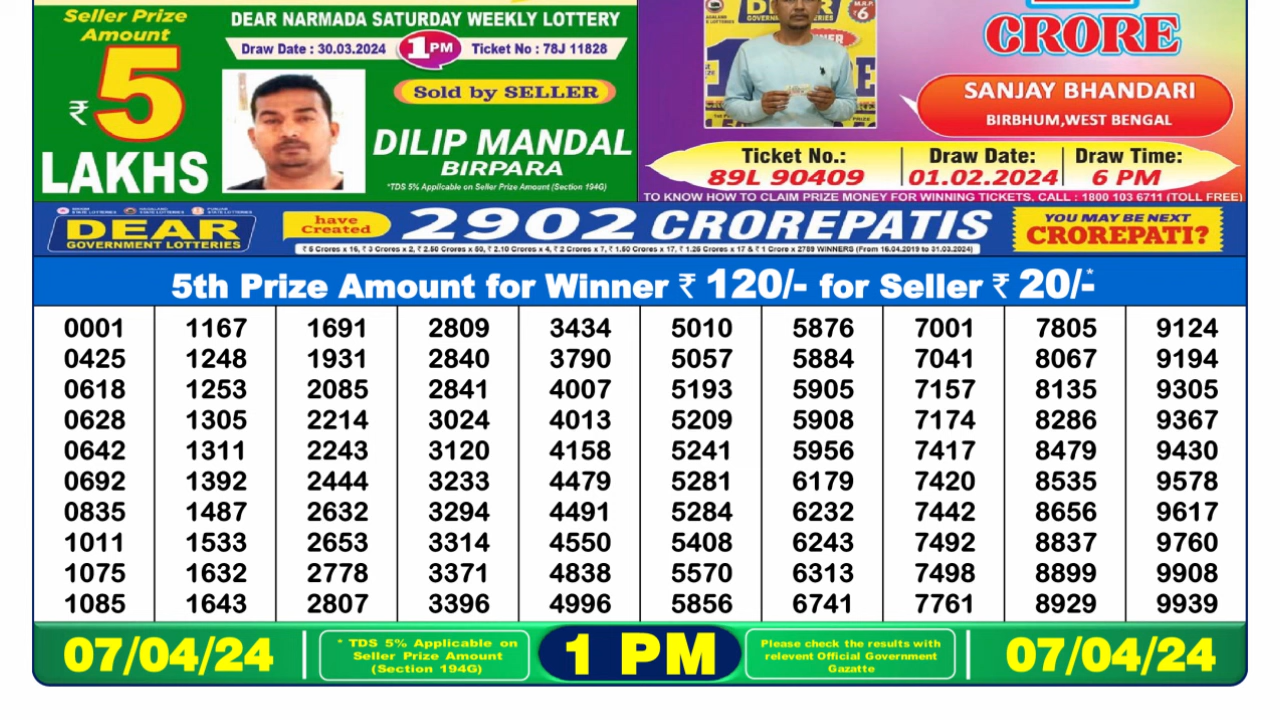 Seller Prize
Amount
₹ 5
LAKHS
DEAR NARMADA SATURDAY WEEKLY LOTTERY
Draw Date : 30.03.2024 1PM Ticket No : 78J 11828
Sold by SELLER
DILIP MANDAL
BIRPARA
*TDS 5% Applicable on Seller Prize Amount (Section 194G)
DEAR
GOVERNMENT LOTTERIES
₹6
CRORE
SANJAY BHANDARI
BIRBHUM,WEST BENGAL
Ticket No.: Draw Date: Draw Time:
89L 90409 01.02.2024 6 PM
TO KNOW HOW TO CLAIM PRIZE MONEY FOR WINNING TICKETS, CALL : 1800 103 6711 (TOLL FREE)
DEAR
GOVERNMENT LOTTERIES
have
Created
2902 CROREPATIS
₹ 5 Crores x 16, ₹ 3 Crores x 2, ₹ 2.50 Crores x 50, ₹ 2.10 Crores x 4, ₹ 2 Crores x 7, ₹ 1.50 Crores x 17, ₹ 1.25 Crores x 17 & ₹ 1 Crore x 2789 WINNERS (From 16.04.2019 to 31.03.2024)
YOU MAY BE NEXT
CROREPATI?
5th Prize Amount for Winner ₹ 120/- for Seller ₹ 20/-*
0001 1167 1691 2809 3434 5010 5876 7001 7805 9124
0425 1248 1931 2840 3790 5057 5884 7041 8067 9194
0618 1253 2085 2841 4007 5193 5905 7157 8135 9305
0628 1305 2214 3024 4013 5209 5908 7174 8286 9367
0642 1311 2243 3120 4158 5241 5956 7417 8479 9430
0692 1392 2444 3233 4479 5281 6179 7420 8535 9578
0835 1487 2632 3294 4491 5284 6232 7442 8656 9617
1011 1533 2653 3314 4550 5408 6243 7492 8837 9760
1075 1632 2778 3371 4838 5570 6313 7498 8899 9908
1085 1643 2807 3396 4996 5856 6741 7761 8929 9939
07/04/24
* TDS 5% Applicable on
Seller Prize Amount
(Section 194G)
1 PM
Please check the results with
relevent Official Government
Gazatte
07/04/24